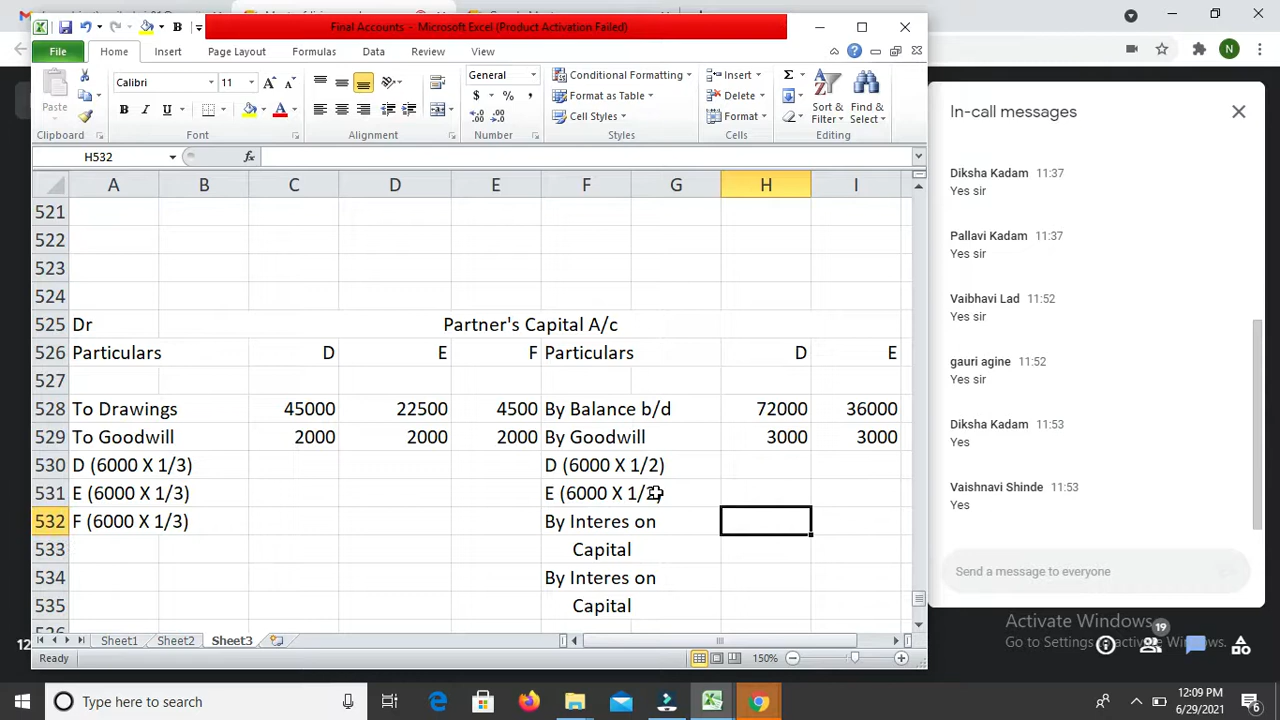 Final Accounts - Microsoft Excel (Product Activation Failed)
File Home Insert Page Layout Formulas Data Review View
Paste
Calibri 11
B I U
General
$ % ,
Conditional Formatting
Format as Table
Cell Styles
Insert
Delete
Format
Sort & Filter
Find & Select
Clipboard Font Alignment Number Styles Cells Editing
H532 fx
A B C D E F G H I
521
522
523
524
525 Dr Partner's Capital A/c
526 Particulars D E F Particulars D E
527
528 To Drawings 45000 22500 4500 By Balance b/d 72000 36000
529 To Goodwill 2000 2000 2000 By Goodwill 3000 3000
530 D (6000 X 1/3) D (6000 X 1/2)
531 E (6000 X 1/3) E (6000 X 1/2)
532 F (6000 X 1/3) By Interes on
533 Capital
534 By Interes on
535 Capital
Sheet1 Sheet2 Sheet3
Ready 150%
N
In-call messages
Diksha Kadam 11:37
Yes sir
Pallavi Kadam 11:37
Yes sir
Vaibhavi Lad 11:52
Yes sir
gauri agine 11:52
Yes sir
Diksha Kadam 11:53
Yes
Vaishnavi Shinde 11:53
Yes
Send a message to everyone
Activate Windows
Go to Settings to activate Windows.
12
19
Type here to search
12:09 PM
6/29/2021
6